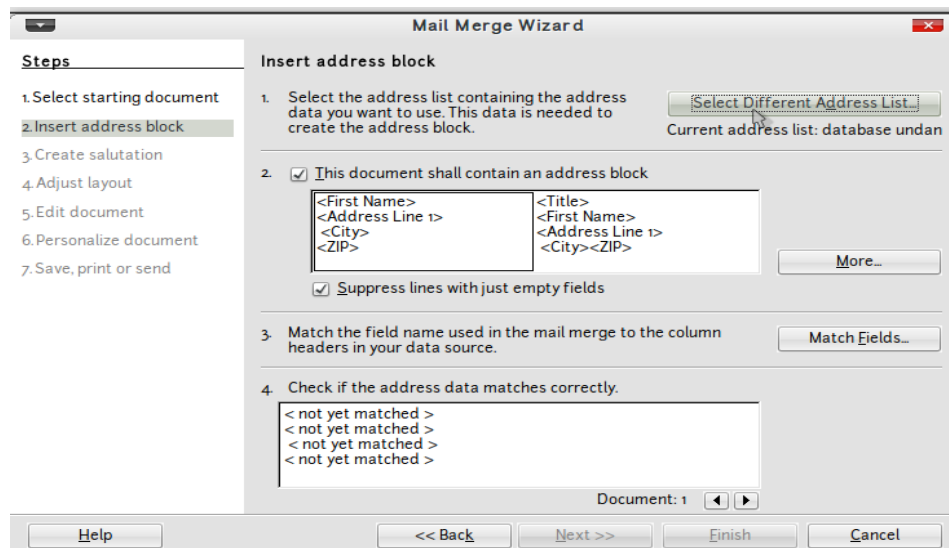 Mail Merge Wizard
Steps
1. Select starting document
2. Insert address block
3. Create salutation
4. Adjust layout
5. Edit document
6. Personalize document
7. Save, print or send
Insert address block
1. Select the address list containing the address
data you want to use. This data is needed to
create the address block.
Select Different Address List...
Current address list: database undan
2. This document shall contain an address block
<First Name>
<Address Line 1>
<City>
<ZIP>
<Title>
<First Name>
<Address Line 1>
<City><ZIP>
More...
Suppress lines with just empty fields
3. Match the field name used in the mail merge to the column
headers in your data source.
Match Fields...
4. Check if the address data matches correctly.
< not yet matched >
< not yet matched >
< not yet matched >
< not yet matched >
Document: 1
Help
<< Back
Next >>
Finish
Cancel